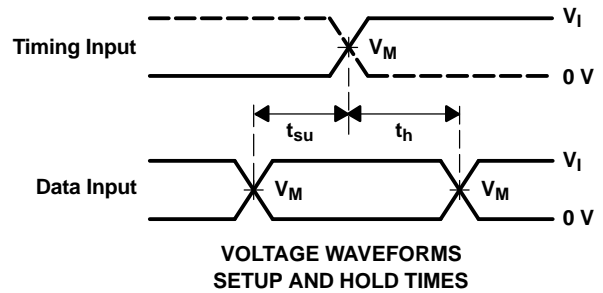 Timing Input
V_I
V_M
0 V
t_su
t_h
Data Input
V_I
V_M
V_M
0 V
VOLTAGE WAVEFORMS
SETUP AND HOLD TIMES